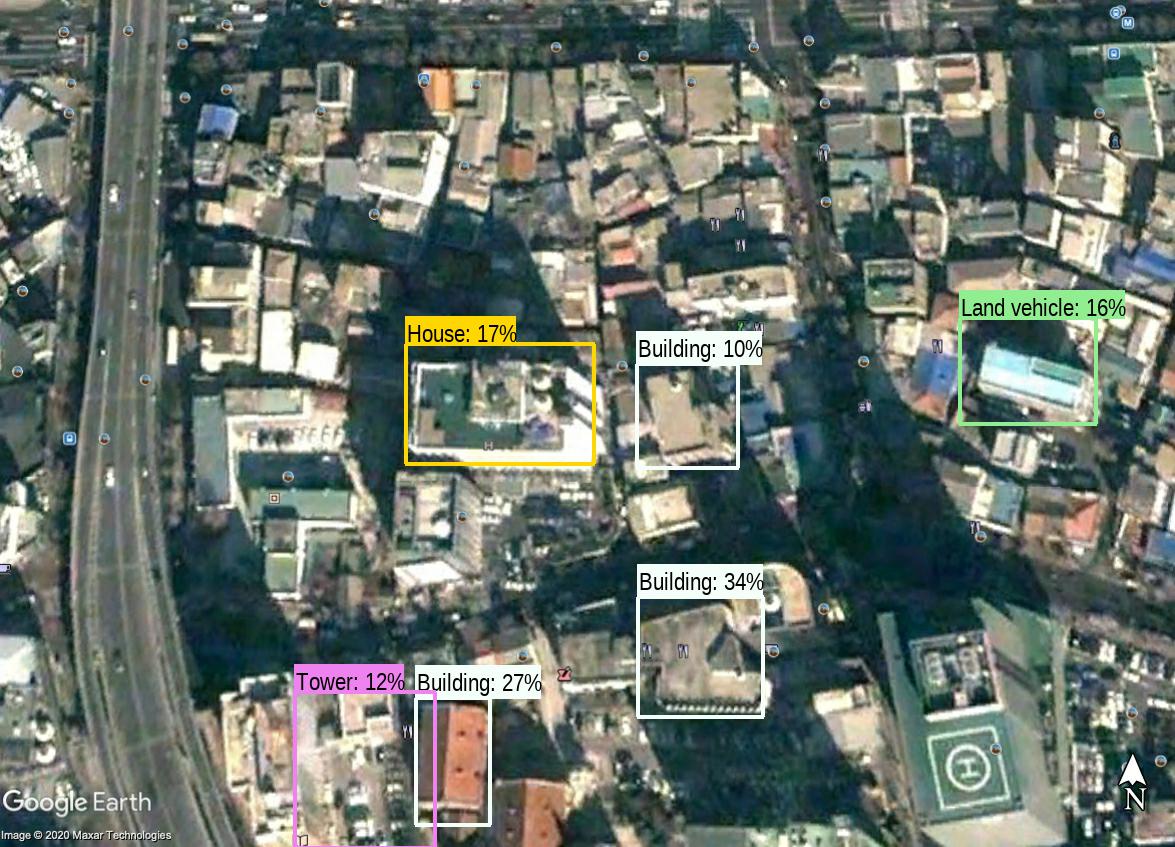 M
Land vehicle: 16%
House: 17%
Building: 10%
H
Building: 34%
Tower: 12%
Building: 27%
H
N
Google Earth
Image © 2020 Maxar Technologies